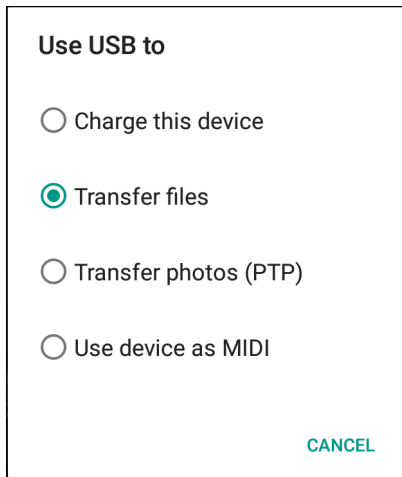 Use USB to
Charge this device
Transfer files
Transfer photos (PTP)
Use device as MIDI
CANCEL